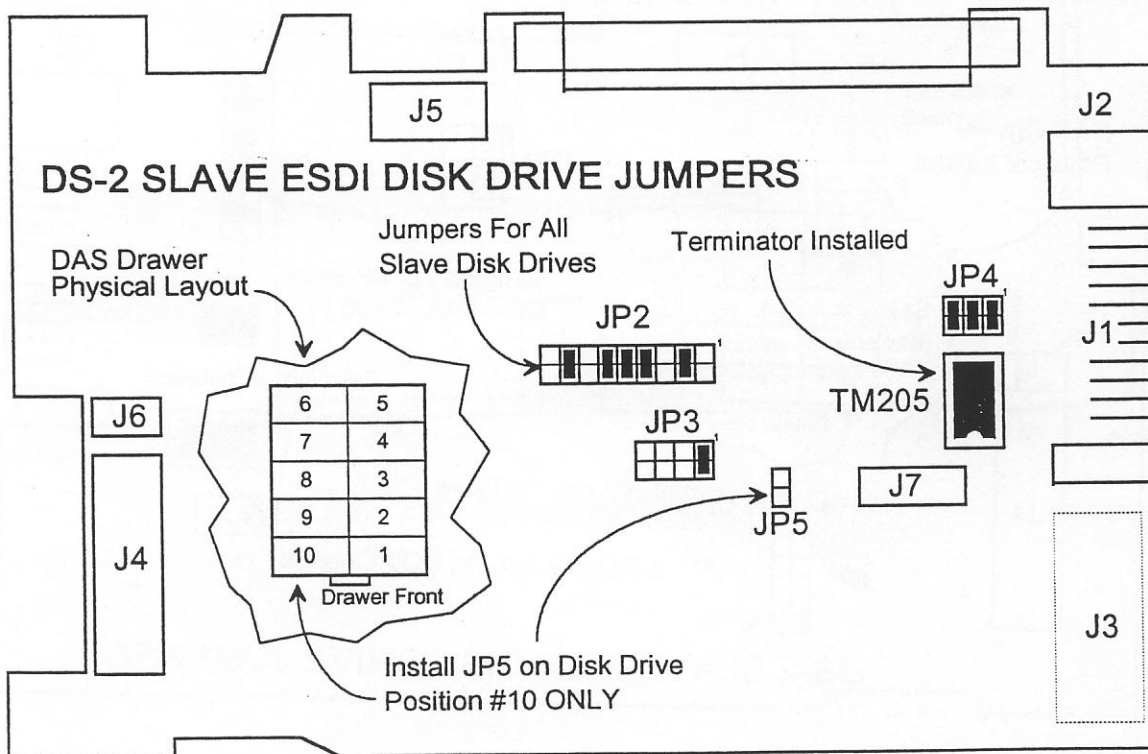 J5
J2
DS-2 SLAVE ESDI DISK DRIVE JUMPERS
DAS Drawer
Physical Layout
Jumpers For All
Slave Disk Drives
Terminator Installed
JP4
1
JP2
1
J1
TM205
6 5
7 4
8 3
9 2
10 1
Drawer Front
J6
JP3
1
J7
JP5
J4
J3
Install JP5 on Disk Drive
Position #10 ONLY